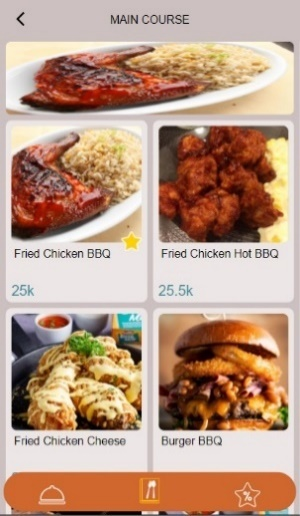 MAIN COURSE
Fried Chicken BBQ
25k
Fried Chicken Hot BBQ
25.5k
Fried Chicken Cheese
Burger BBQ
%